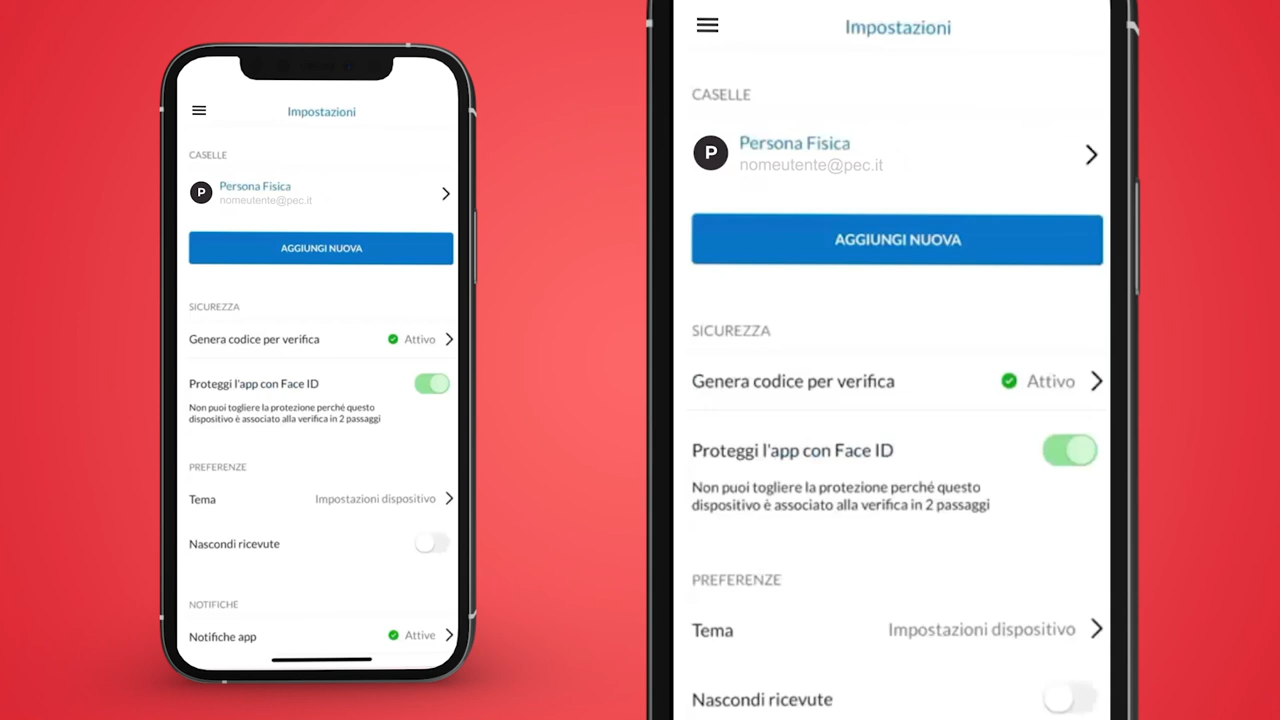 Impostazioni
CASELLE
P
Persona Fisica
nomeutente@pec.it
AGGIUNGI NUOVA
SICUREZZA
Genera codice per verifica Attivo
Proteggi l'app con Face ID
Non puoi togliere la protezione perché questo
dispositivo è associato alla verifica in 2 passaggi
PREFERENZE
Tema Impostazioni dispositivo
Nascondi ricevute
NOTIFICHE
Notifiche app Attive
Impostazioni
CASELLE
P
Persona Fisica
nomeutente@pec.it
AGGIUNGI NUOVA
SICUREZZA
Genera codice per verifica Attivo
Proteggi l'app con Face ID
Non puoi togliere la protezione perché questo
dispositivo è associato alla verifica in 2 passaggi
PREFERENZE
Tema Impostazioni dispositivo
Nascondi ricevute